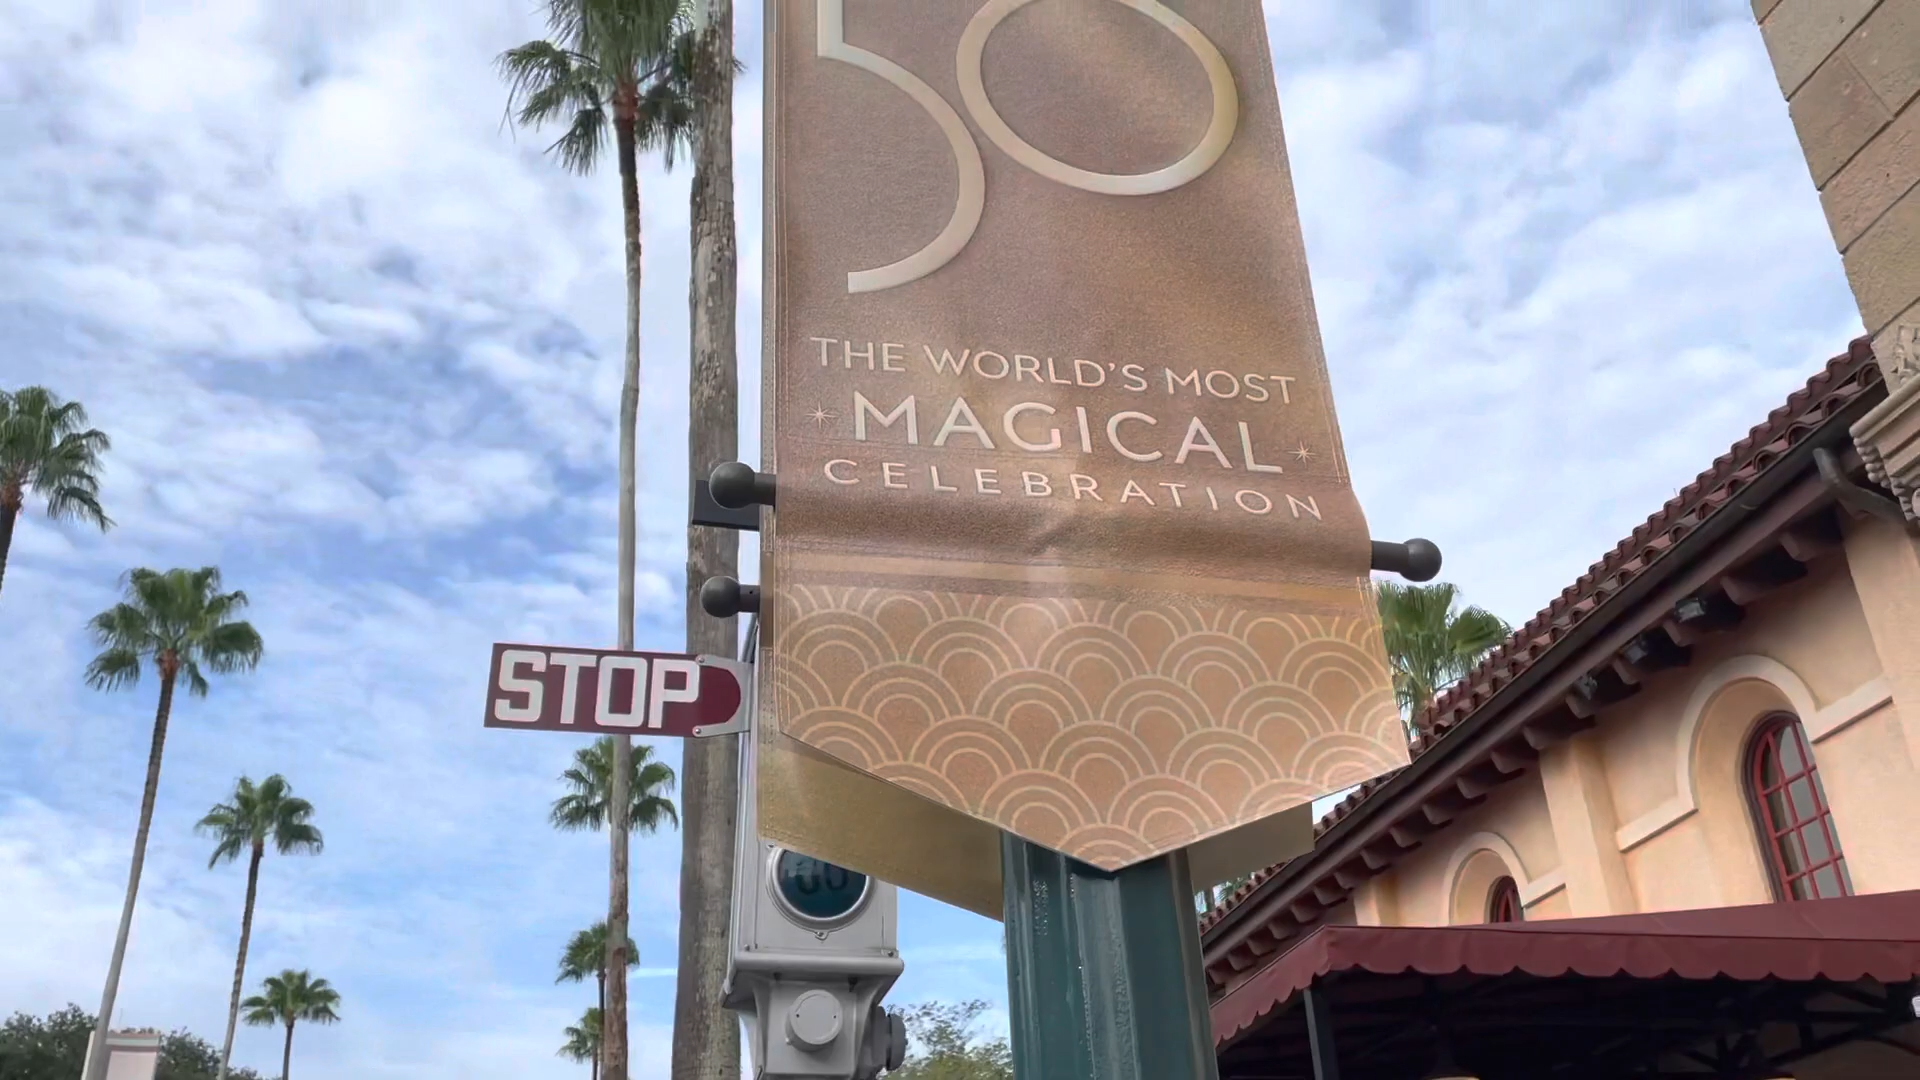 50
THE WORLD'S MOST
MAGICAL
CELEBRATION
STOP